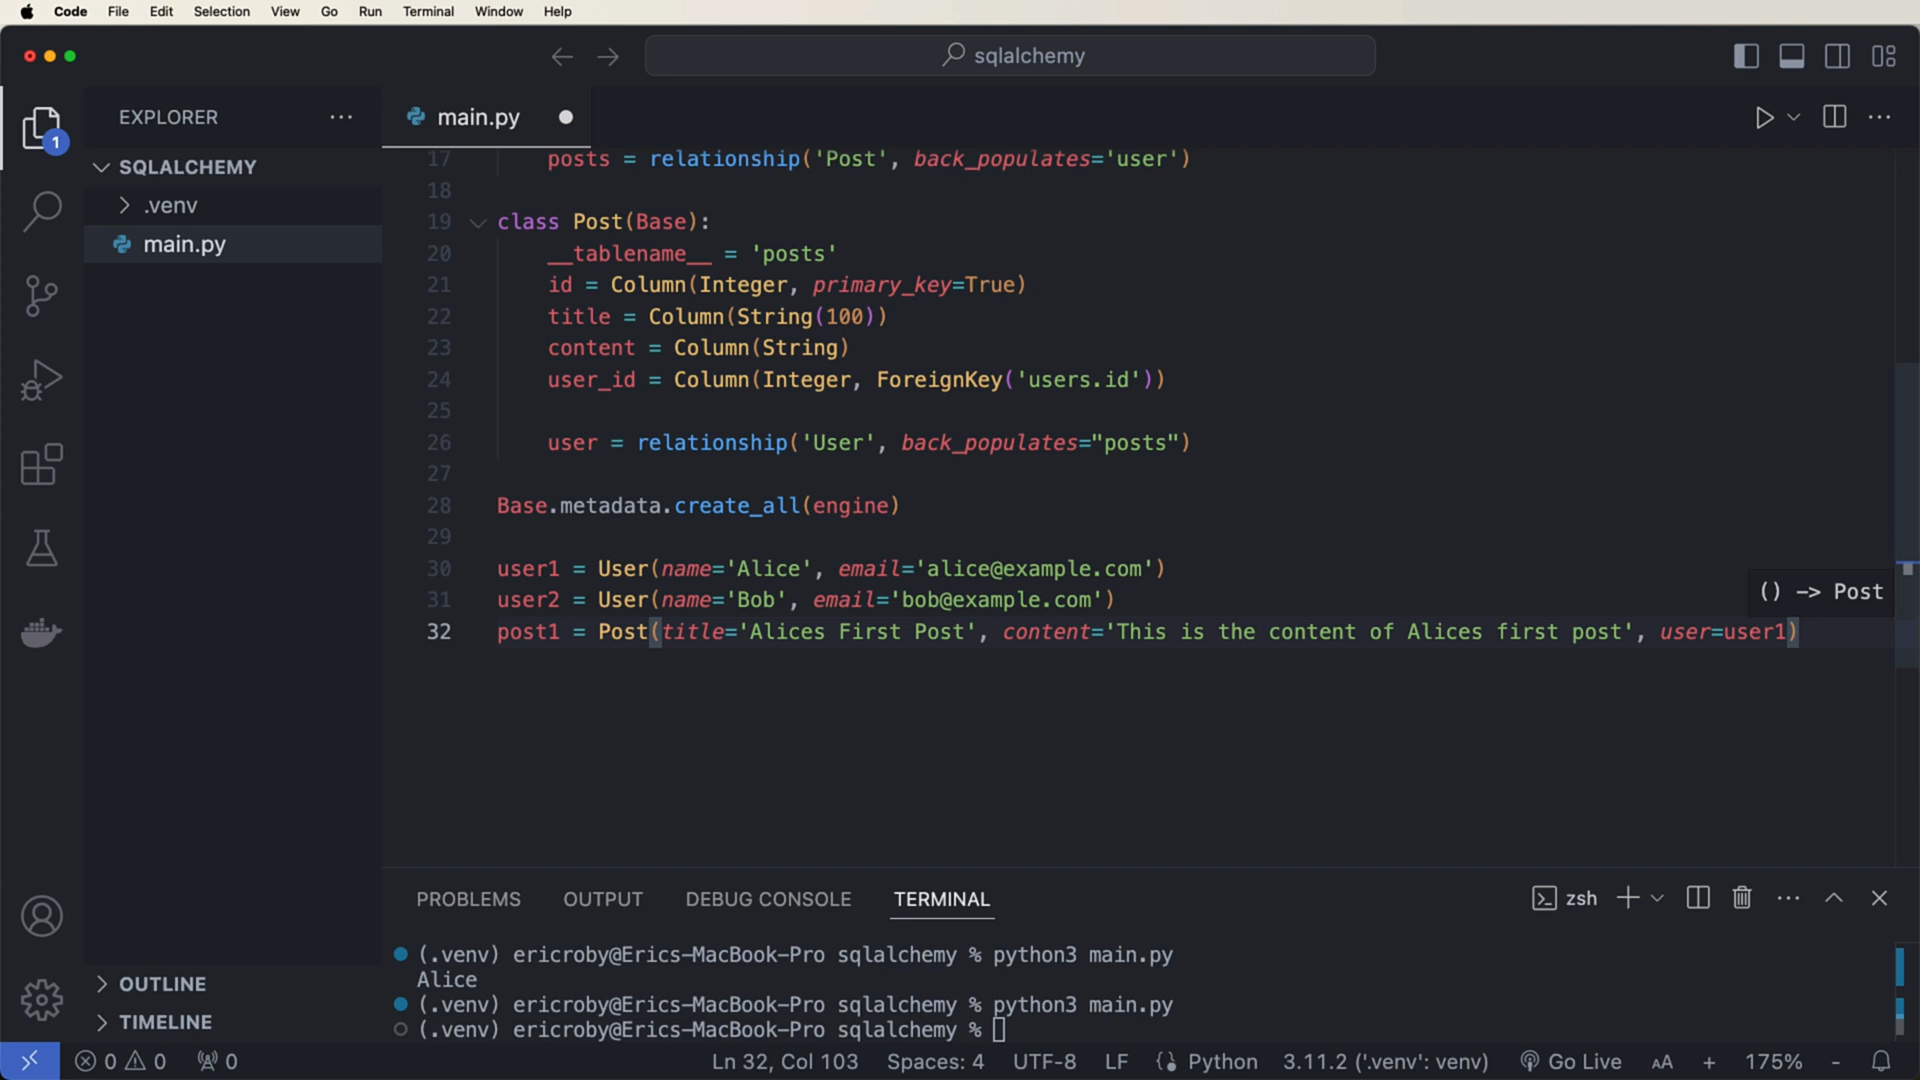 Code File Edit Selection View Go Run Terminal Window Help
sqlalchemy
EXPLORER
main.py
1
SQLALCHEMY
.venv
main.py
17 posts = relationship('Post', back_populates='user')
18
19 class Post(Base):
20 __tablename__ = 'posts'
21 id = Column(Integer, primary_key=True)
22 title = Column(String(100))
23 content = Column(String)
24 user_id = Column(Integer, ForeignKey('users.id'))
25
26 user = relationship('User', back_populates="posts")
27
28 Base.metadata.create_all(engine)
29
30 user1 = User(name='Alice', email='alice@example.com')
31 user2 = User(name='Bob', email='bob@example.com')
() -> Post
32 post1 = Post(title='Alices First Post', content='This is the content of Alices first post', user=user1)
PROBLEMS OUTPUT DEBUG CONSOLE TERMINAL
zsh
(.venv) ericroby@Erics-MacBook-Pro sqlalchemy % python3 main.py
Alice
(.venv) ericroby@Erics-MacBook-Pro sqlalchemy % python3 main.py
(.venv) ericroby@Erics-MacBook-Pro sqlalchemy %
OUTLINE
TIMELINE
0 0 0 Ln 32, Col 103 Spaces: 4 UTF-8 LF Python 3.11.2 ('.venv': venv) Go Live AA + 175% -